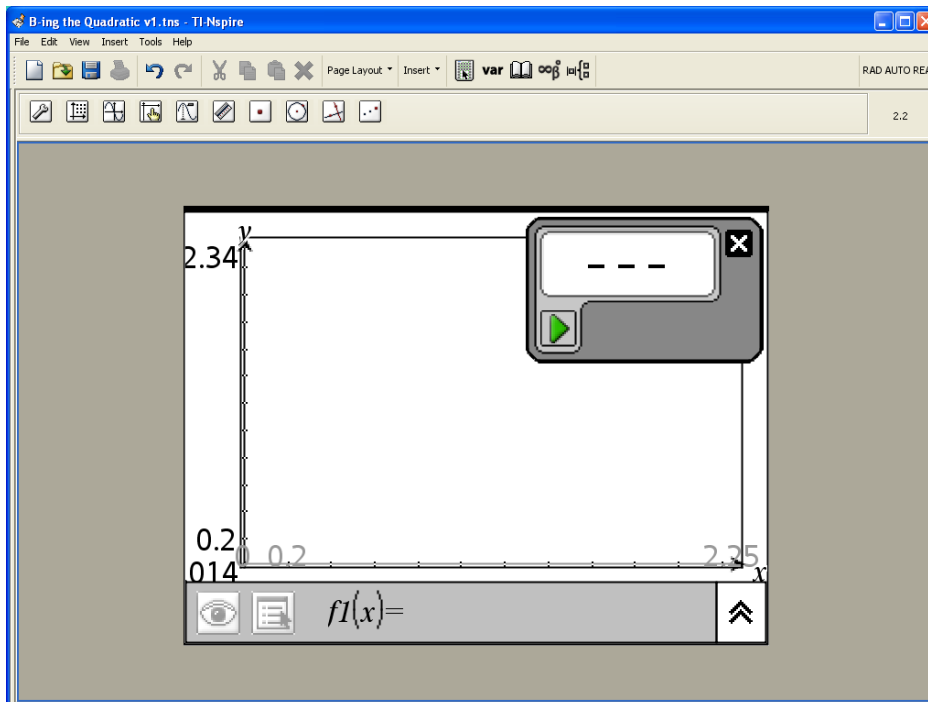 B-ing the Quadratic v1.tns - TI-Nspire
File Edit View Insert Tools Help
Page Layout Insert var ∞β° RAD AUTO REA
2.2
y
2.34
---
0.2
0 0.2 2.25
014 x
f1(x)=